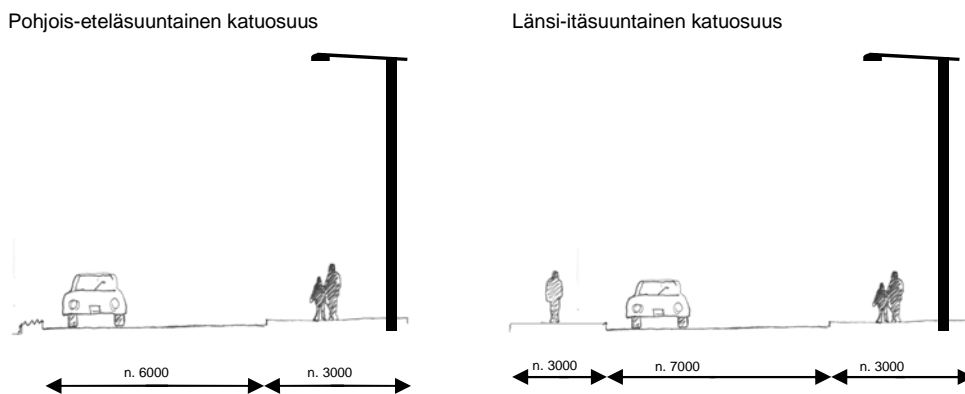 Pohjois-eteläsuuntainen katuosuus
Länsi-itäsuuntainen katuosuus
n. 6000
n. 3000
n. 3000
n. 7000
n. 3000